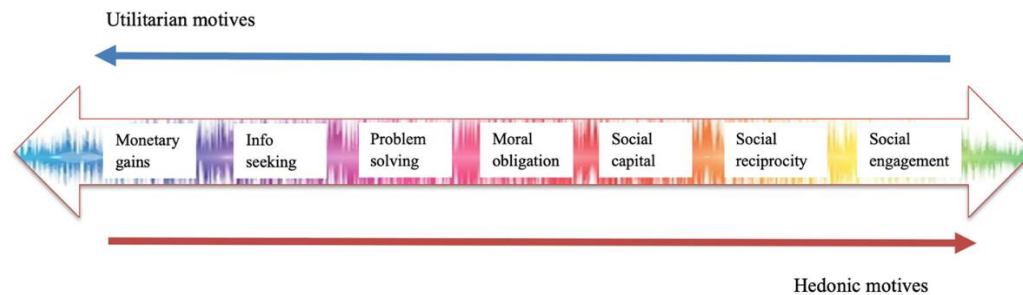 Utilitarian motives
Monetary
gains
Info
seeking
Problem
solving
Moral
obligation
Social
capital
Social
reciprocity
Social
engagement
Hedonic motives